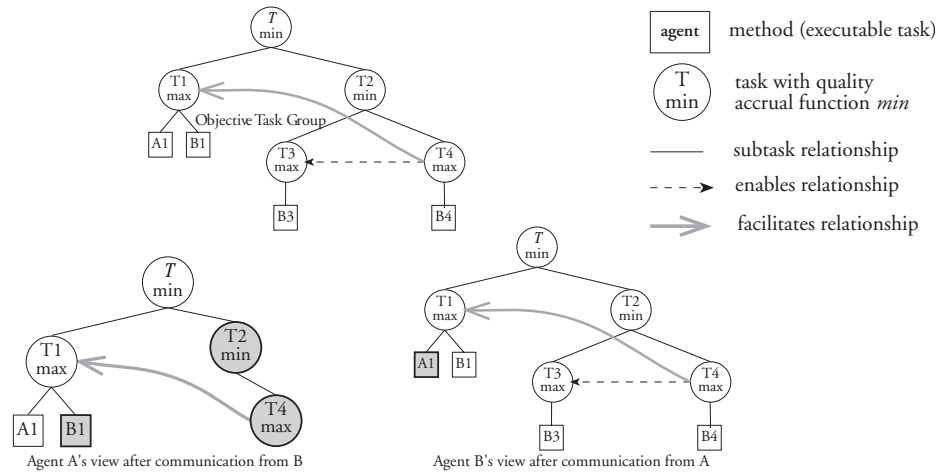 T
min
T1
max
T2
min
Objective Task Group
A1
B1
T3
max
T4
max
B3
B4
agent
method (executable task)
T
min
task with quality
accrual function min
subtask relationship
enables relationship
facilitates relationship
T
min
T1
max
T2
min
A1
B1
T4
max
Agent A's view after communication from B
T
min
T1
max
T2
min
A1
B1
T3
max
T4
max
B3
B4
Agent B's view after communication from A